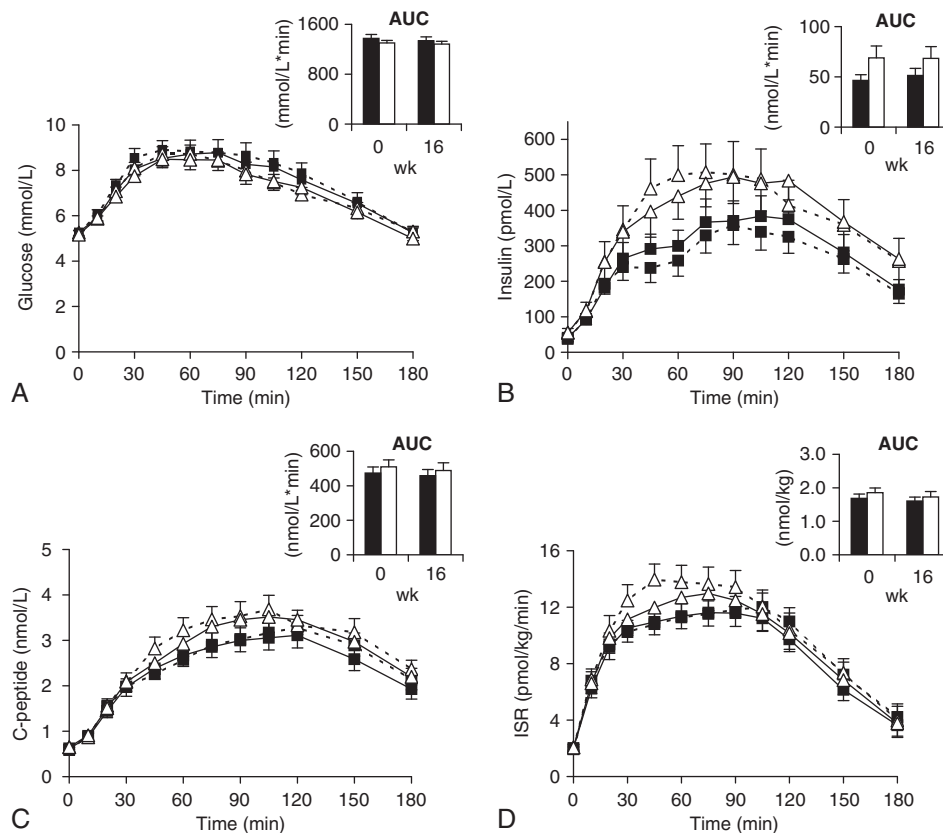 AUC
(mmol/L*min)
1600
800
0
0 16
wk
Glucose (mmol/L)
10
8
6
4
2
0
0 30 60 90 120 150 180
Time (min)
A
AUC
(nmol/L*min)
100
50
0
0 16
wk
Insulin (pmol/L)
600
500
400
300
200
100
0
0 30 60 90 120 150 180
Time (min)
B
AUC
(nmol/L*min)
600
400
200
0
0 16
wk
C-peptide (nmol/L)
5
4
3
2
1
0
0 30 60 90 120 150 180
Time (min)
C
AUC
(nmol/kg)
3.0
2.0
1.0
0.0
0 16
wk
ISR (pmol/kg/min)
16
12
8
4
0
0 30 60 90 120 150 180
Time (min)
D